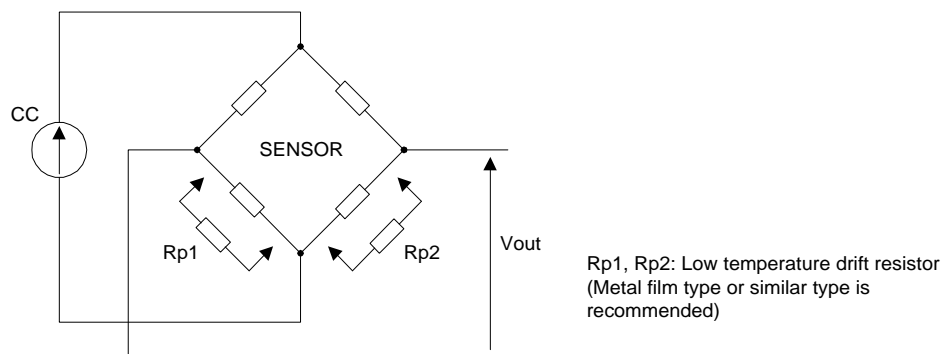 CC
SENSOR
Rp1
Rp2
Vout
Rp1, Rp2: Low temperature drift resistor
(Metal film type or similar type is
recommended)